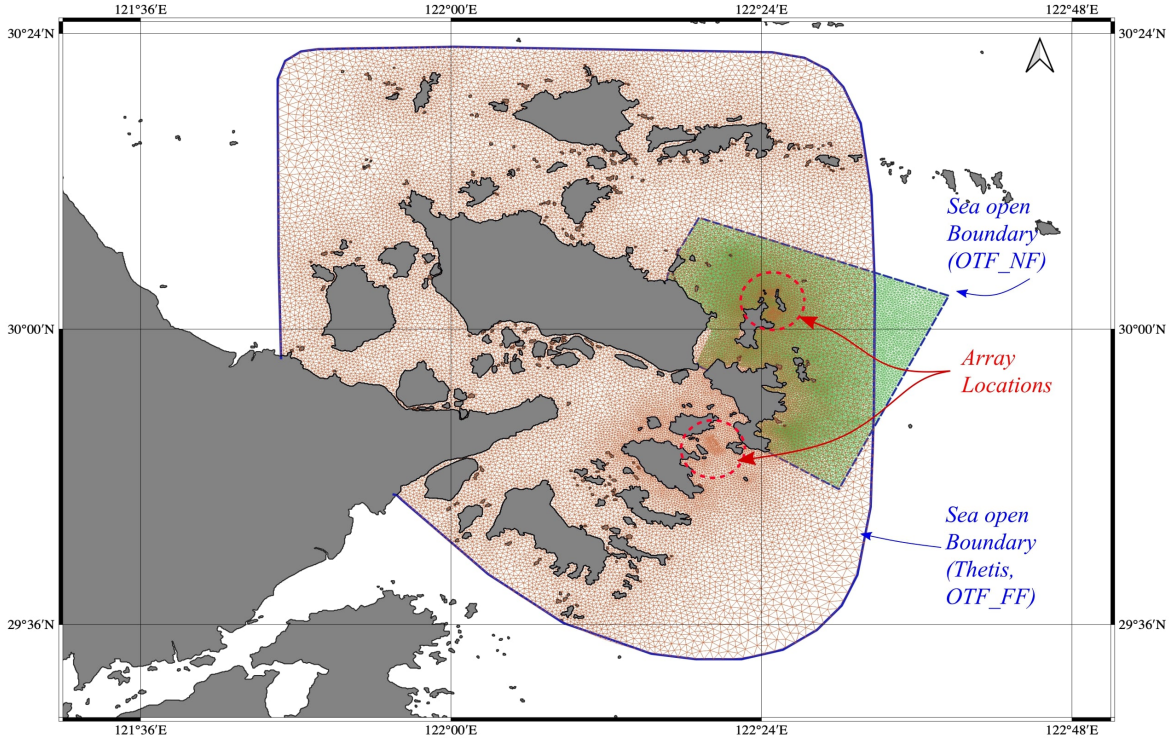 121°36′E 122°00′E 122°24′E 122°48′E
30°24′N 30°24′N
Sea open
Boundary
(OTF_NF)
30°00′N 30°00′N
Array
Locations
Sea open
Boundary
(Thetis,
OTF_FF)
29°36′N 29°36′N
121°36′E 122°00′E 122°24′E 122°48′E